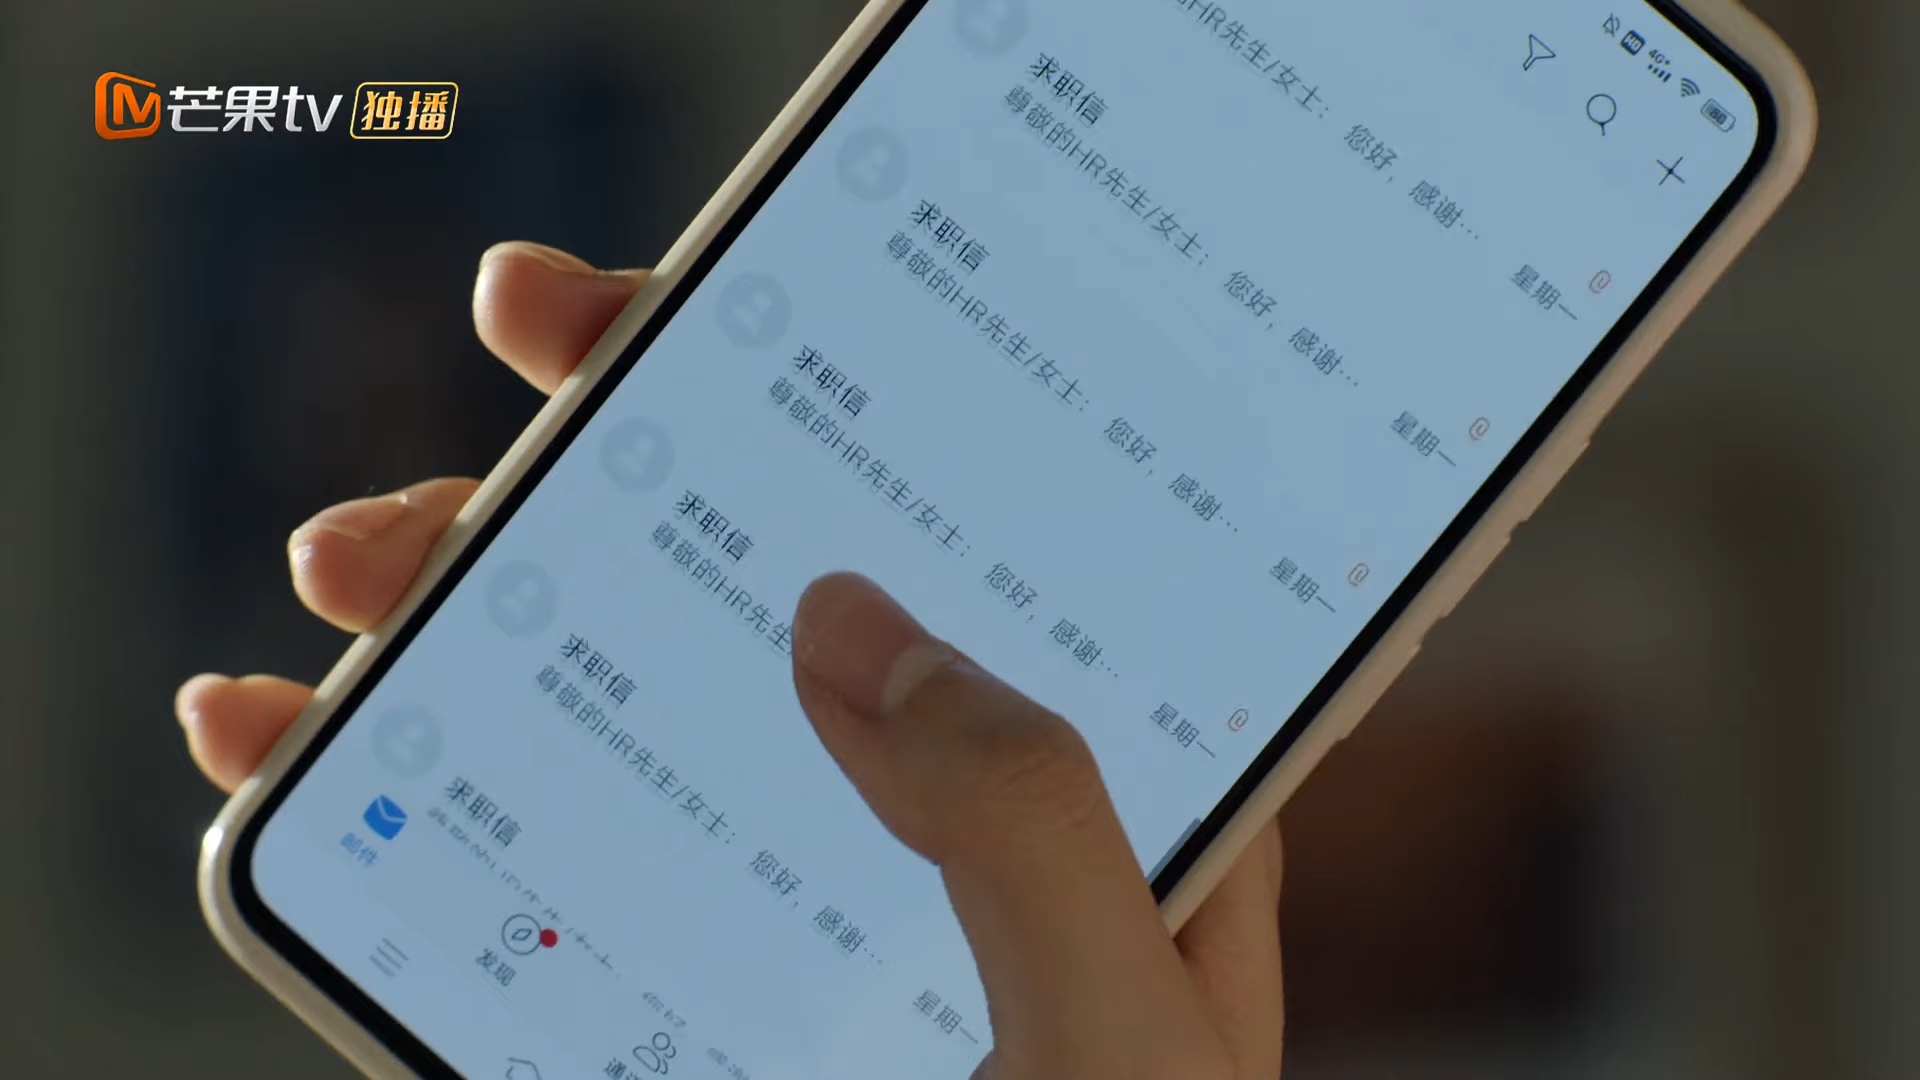 芒果tv 独播
4G+
HD
80
HR先生/女士：您好，感谢…
求职信
尊敬的HR先生/女士：您好，感谢…
星期一
求职信
尊敬的HR先生/女士：您好，感谢…
星期一
求职信
尊敬的HR先生/女士：您好，感谢…
星期一
求职信
尊敬的HR先生
星期一
求职信
尊敬的HR先生/女士：您好，感谢…
求职信
星期一
邮件
发现
通